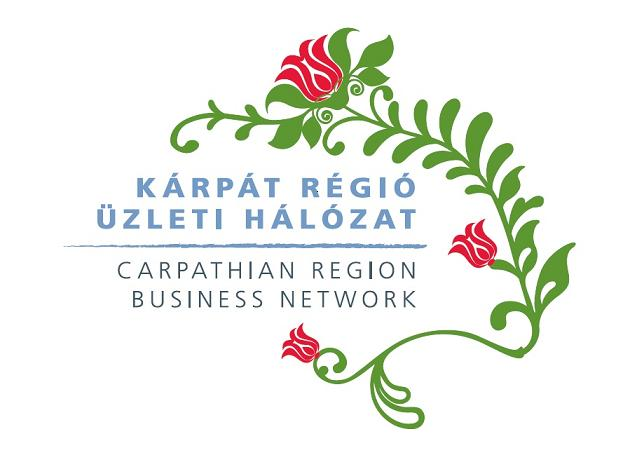 KÁRPÁT RÉGIÓ
ÜZLETI HÁLÓZAT
CARPATHIAN REGION
BUSINESS NETWORK